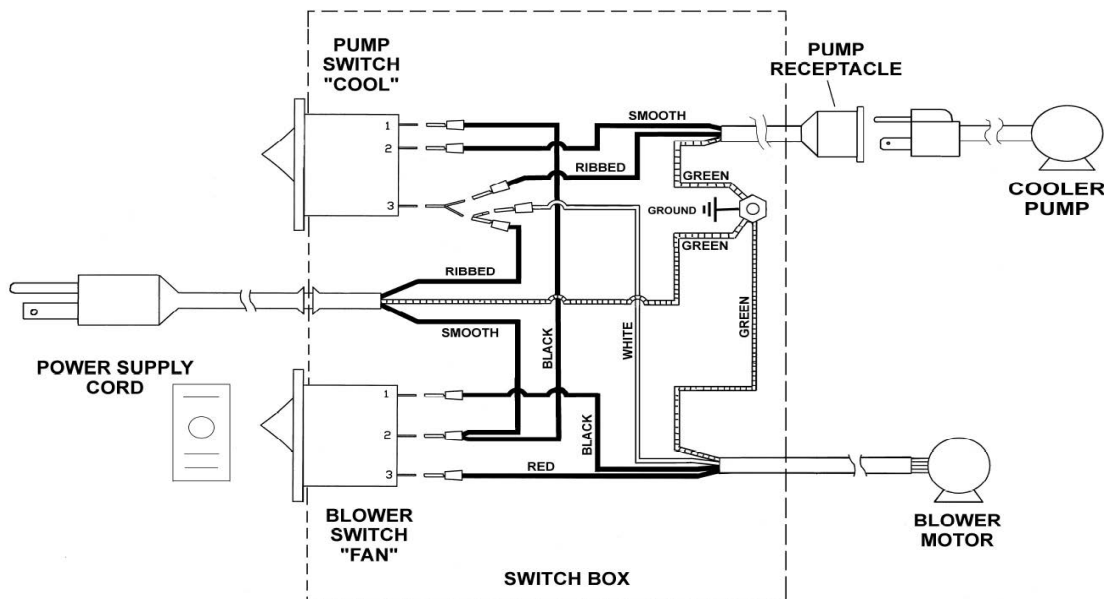 PUMP
SWITCH
"COOL"
PUMP
RECEPTACLE
1
2
3
SMOOTH
RIBBED
GREEN
GROUND
GREEN
COOLER
PUMP
RIBBED
SMOOTH
BLACK
WHITE
GREEN
POWER SUPPLY
CORD
1
2
3
BLACK
RED
BLOWER
SWITCH
"FAN"
BLOWER
MOTOR
SWITCH BOX